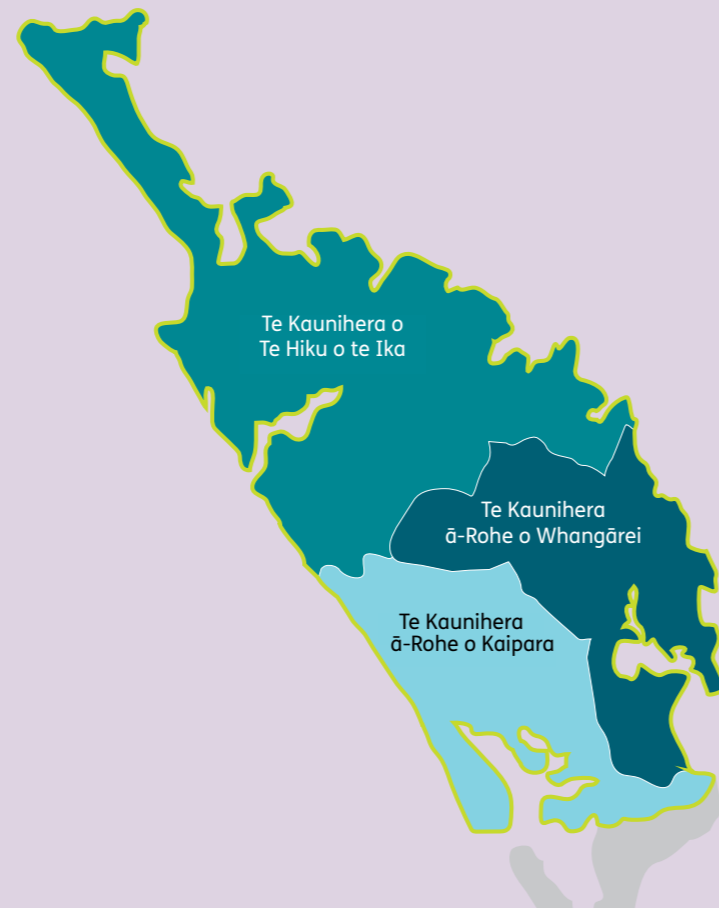 Te Kaunihera o
Te Hiku o te Ika
Te Kaunihera
ā-Rohe o Whangārei
Te Kaunihera
ā-Rohe o Kaipara